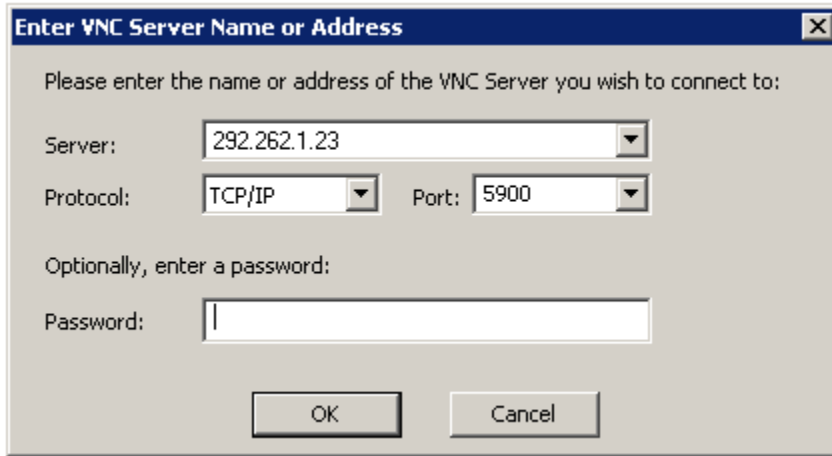 Enter VNC Server Name or Address
Please enter the name or address of the VNC Server you wish to connect to:
Server: 292.262.1.23
Protocol: TCP/IP Port: 5900
Optionally, enter a password:
Password:
OK Cancel